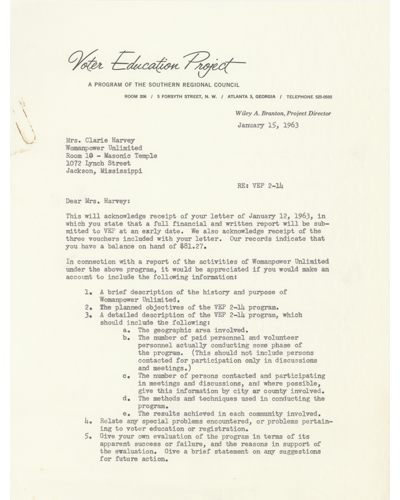 Voter Education Project
A PROGRAM OF THE SOUTHERN REGIONAL COUNCIL
ROOM 206 / 5 FORSYTH STREET, N. W. / ATLANTA 3, GEORGIA / TELEPHONE
Wiley A. Branton, Project Director
January 15, 1963
Mrs. Clarie Harvey
Womanpower Unlimited
Room 10 - Masonic Temple
1072 Lynch Street
Jackson, Mississippi
RE: VEP 2-14
Dear Mrs. Harvey:
This will acknowledge receipt of your letter of January 12, 1963, in
which you state that a full financial and written report will be sub-
mitted to VEP at an early date. We also acknowledge receipt of the
three vouchers included with your letter. Our records indicate that
you have a balance on hand of $61.27.
In connection with a report of the activities of Womanpower Unlimited
under the above program, it would be appreciated if you would make an
account to include the following information:
1. A brief description of the history and purpose of
Womanpower Unlimited.
2. The planned objectives of the VEP 2-14 program.
3. A detailed description of the VEP 2-14 program, which
should include the following:
a. The geographic area involved.
b. The number of paid personnel and volunteer
personnel actually conducting some phase of
the program. (This should not include persons
contacted for participation only in discussions
and meetings.)
c. The number of persons contacted and participating
in meetings and discussions, and where possible,
give this information by city or county involved.
d. The methods and techniques used in conducting the
program.
e. The results achieved in each community involved.
4. Relate any special problems encountered, or problems pertain-
ing to voter education or registration.
5. Give your own evaluation of the program in terms of its
apparent success or failure, and the reasons in support of
the evaluation. Give a brief statement on any suggestions
for future action.